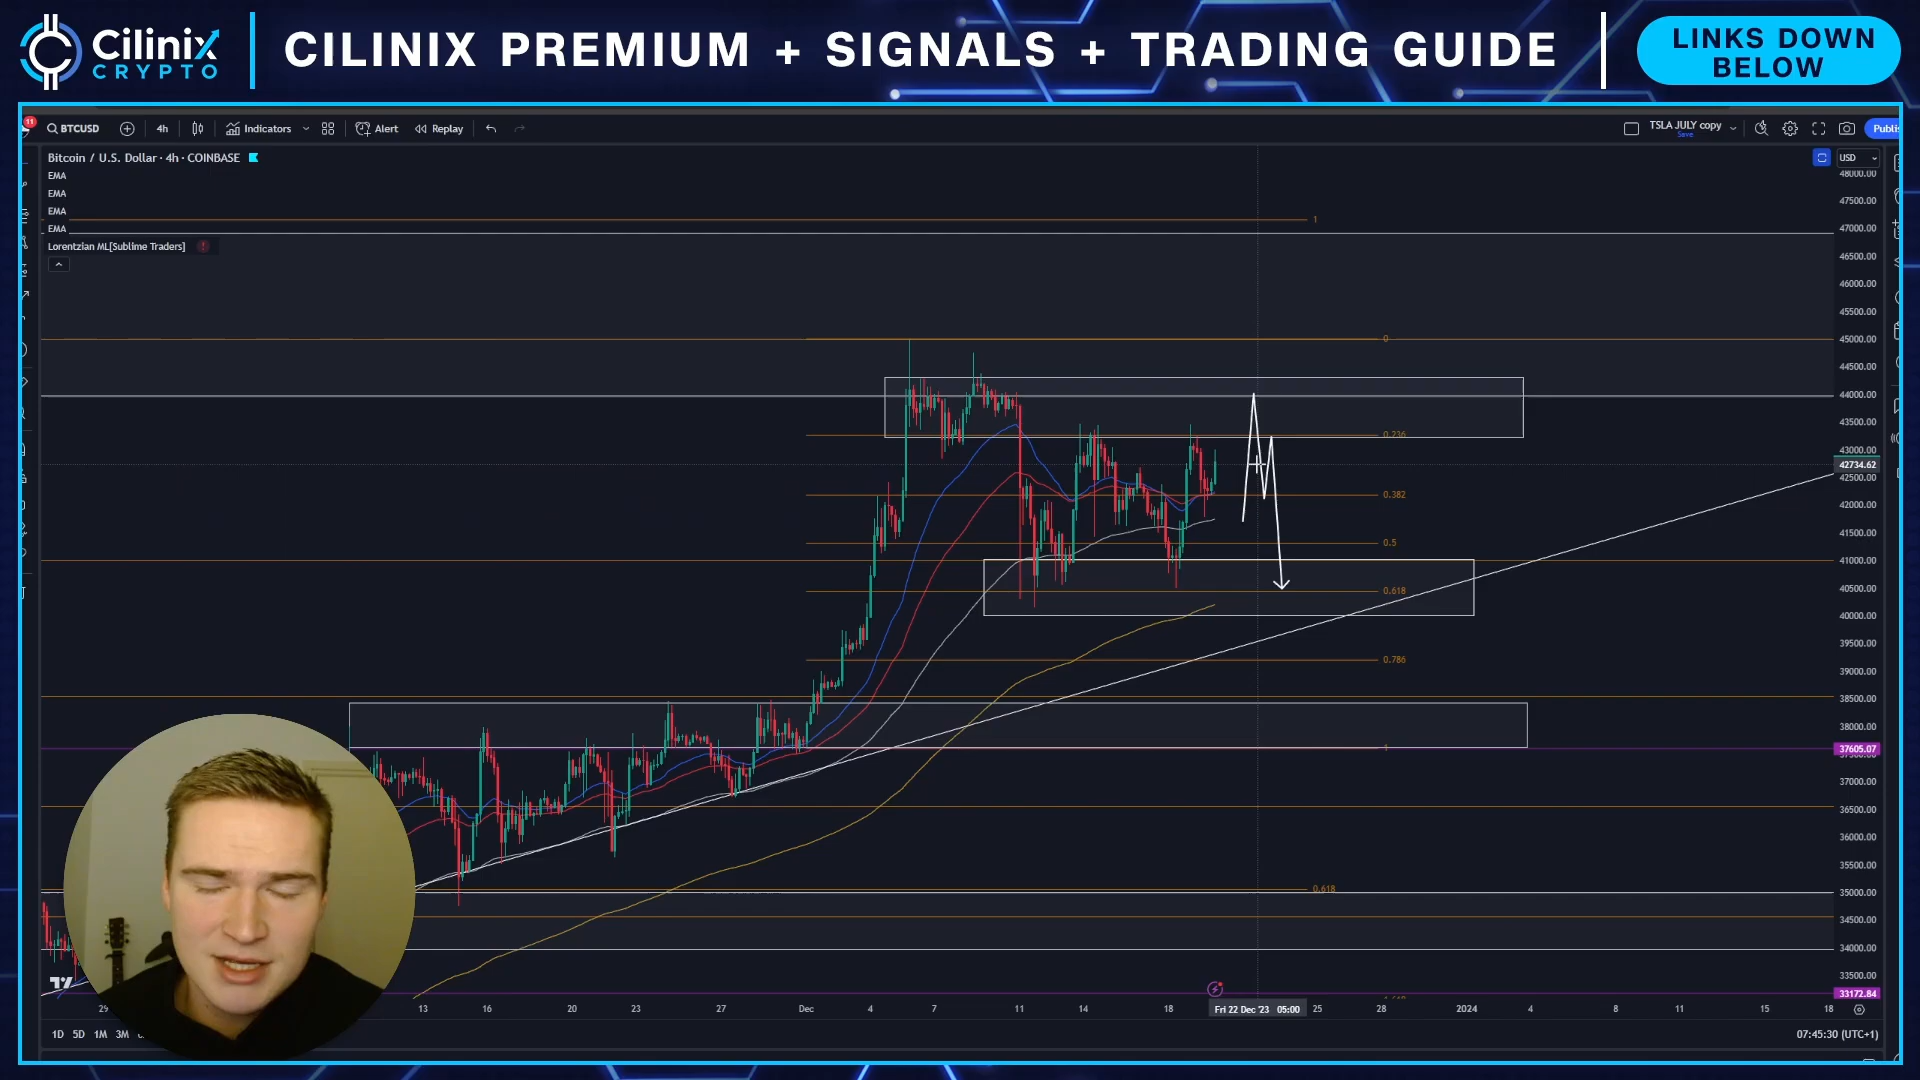 Cilinix
CRYPTO
CILINIX PREMIUM + SIGNALS + TRADING GUIDE
LINKS DOWN
BELOW
11
BTCUSD
4h
Indicators
Alert
Replay
TSLA JULY copy
Save
Publis
Bitcoin / U.S. Dollar · 4h · COINBASE
USD
EMA
EMA
EMA
EMA
Lorentzian ML[Sublime Traders]
48000.00
47500.00
47000.00
46500.00
46000.00
45500.00
45000.00
44500.00
44000.00
43500.00
43000.00
42734.62
42500.00
42000.00
41500.00
41000.00
40500.00
40000.00
39500.00
39000.00
38500.00
38000.00
37605.07
37000.00
36500.00
36000.00
35500.00
35000.00
34500.00
34000.00
33500.00
33172.84
1
0
0.236
0.382
0.5
0.618
0.786
1
0.618
29
13
16
20
23
27
Dec
4
7
11
14
18
Fri 22 Dec '23 05:00
25
28
2024
4
8
11
15
18
1D 5D 1M 3M
07:45:30 (UTC+1)